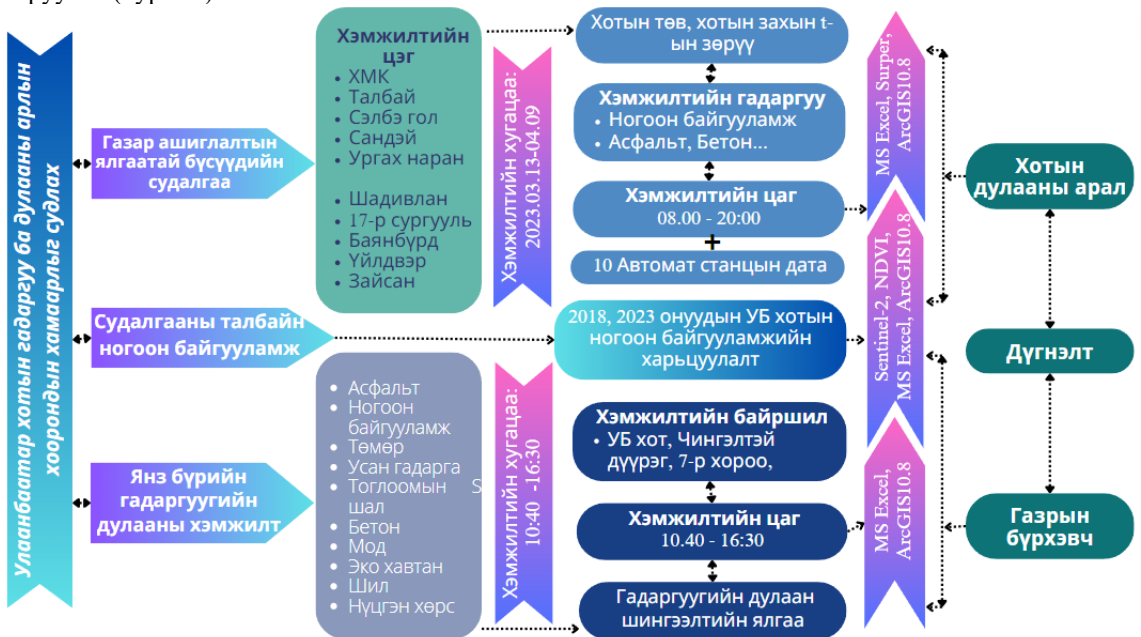 Улаанбаатар хотын гадаргуу ба дулааны арлын
хоорондын хамаарлыг судлах
Газар ашиглалтын
ялгаатай бүсүүдийн
судалгаа
Судалгааны талбайн
ногоон байгууламж
Янз бүрийн
гадаргуугийн
дулааны хэмжилт
Хэмжилтийн
цэг
• ХМК
• Талбай
• Сэлбэ гол
• Сандэй
• Ургах наран
• Шадивлан
• 17-р сургууль
• Баянбүрд
• Үйлдвэр
• Зайсан
• Асфальт
• Ногоон
байгууламж
• Төмөр
• Усан гадарга
• Тоглоомын S
шал
• Бетон
• Мод
• Эко хавтан
• Шил
• Нүцгэн хөрс
Хэмжилтийн хугацаа:
2023.03.13-04.09
Хэмжилтийн хугацаа:
10:40 -16:30
Хотын төв, хотын захын t-
ын зөрүү
Хэмжилтийн гадаргуу
• Ногоон байгууламж
• Асфальт, Бетон...
Хэмжилтийн цаг
08.00 - 20:00
+
10 Автомат станцын дата
2018, 2023 онуудын УБ хотын
ногоон байгууламжийн
харьцуулалт
Хэмжилтийн байршил
• УБ хот, Чингэлтэй
дүүрэг, 7-р хороо,
Хэмжилтийн цаг
10.40 - 16:30
Гадаргуугийн дулаан
шингээлтийн ялгаа
MS Excel, Surper,
ArcGIS10.8
Sentinel-2, NDVI,
MS Excel, ArcGIS10.8
MS Excel,
ArcGIS10.8
Хотын
дулааны арал
Дүгнэлт
Газрын
бүрхэвч